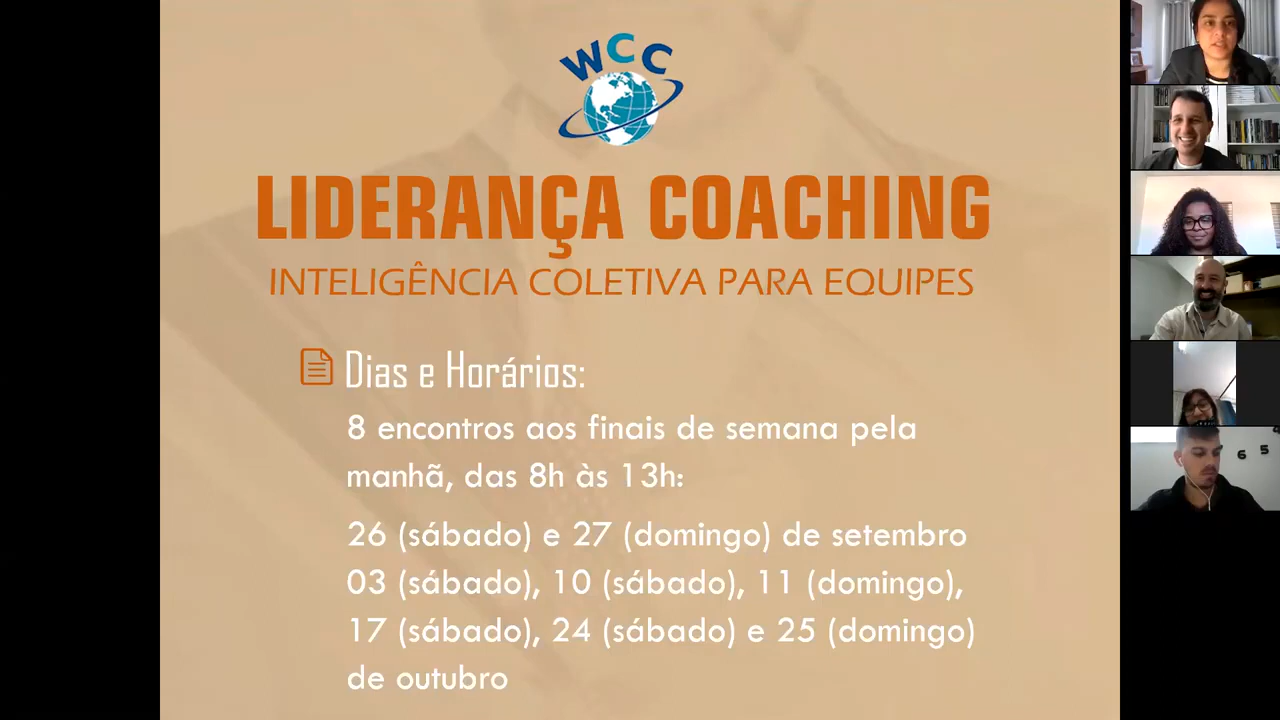 WCC
LIDERANÇA COACHING
INTELIGÊNCIA COLETIVA PARA EQUIPES
Dias e Horários:
8 encontros aos finais de semana pela
manhã, das 8h às 13h:
26 (sábado) e 27 (domingo) de setembro
03 (sábado), 10 (sábado), 11 (domingo),
17 (sábado), 24 (sábado) e 25 (domingo)
de outubro
6 5